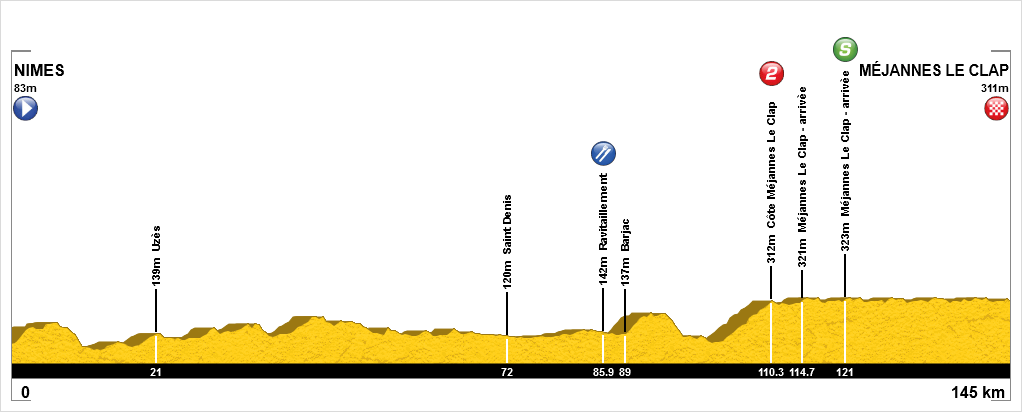 NIMES
83m
MÉJANNES LE CLAP
311m
139m Uzès
120m Saint Denis
142m Ravitaillement
137m Barjac
2
312m Côte Méjannes Le Clap
321m Méjannes Le Clap - arrivèe
S
323m Méjannes Le Clap - arrivèe
21
72
85.9
89
110.3
114.7
121
0
145 km